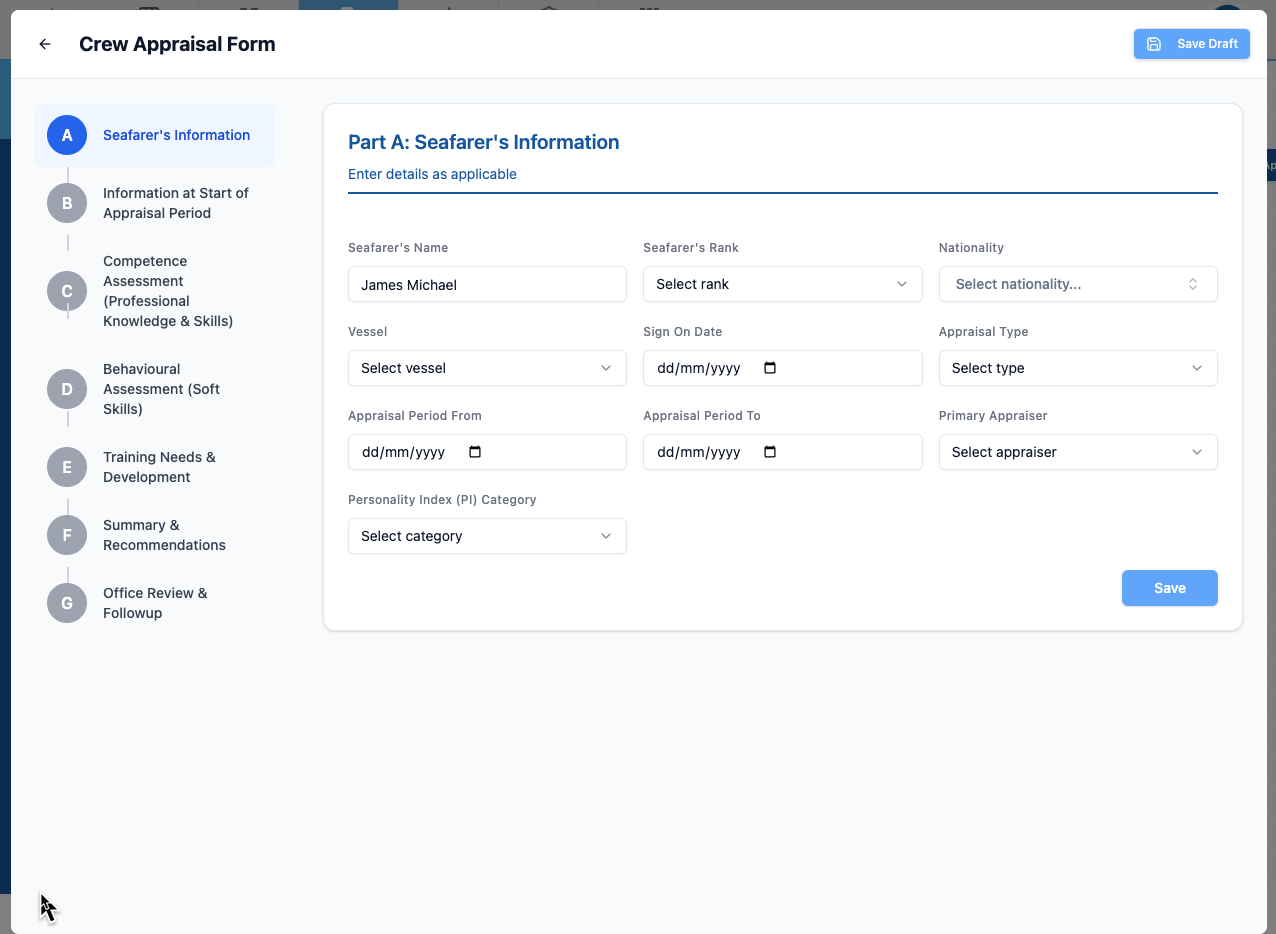 Crew Appraisal Form
Save Draft
A
Seafarer's Information
B
Information at Start of
Appraisal Period
C
Competence
Assessment
(Professional
Knowledge & Skills)
D
Behavioural
Assessment (Soft
Skills)
E
Training Needs &
Development
F
Summary &
Recommendations
G
Office Review &
Followup
Part A: Seafarer's Information
Enter details as applicable
Seafarer's Name
Seafarer's Rank
Nationality
James Michael
Select rank
Select nationality...
Vessel
Sign On Date
Appraisal Type
Select vessel
dd/mm/yyyy
Select type
Appraisal Period From
Appraisal Period To
Primary Appraiser
dd/mm/yyyy
dd/mm/yyyy
Select appraiser
Personality Index (PI) Category
Select category
Save